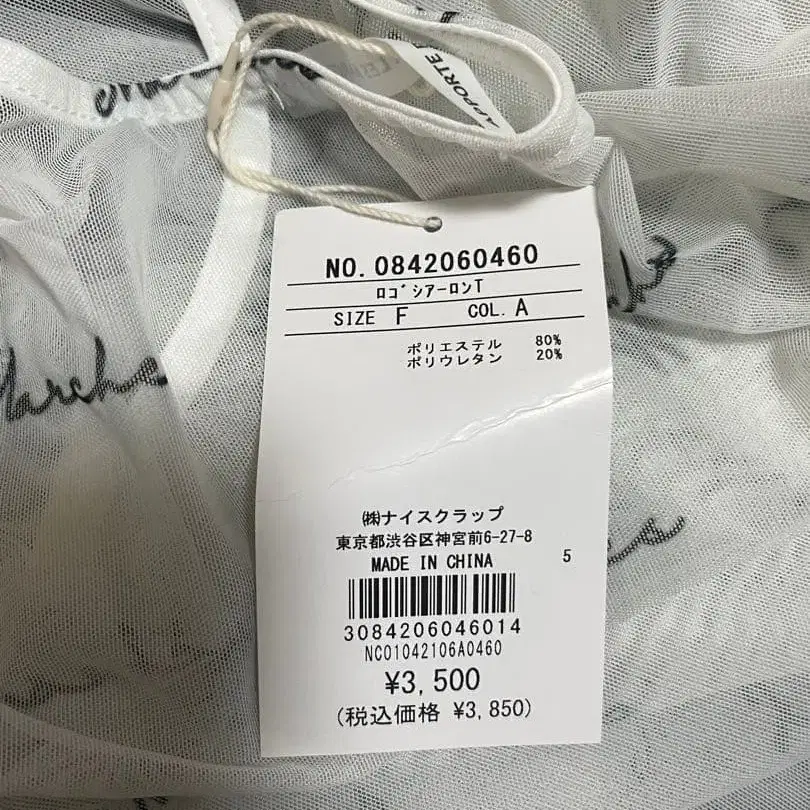 APPORTE
NO. 0842060460
ﾛｺﾞｼｱｰﾛﾝT
SIZE F COL. A
ポリエステル 80%
ポリウレタン 20%
㈱ナイスクラップ
東京都渋谷区神宮前6-27-8
MADE IN CHINA 5
3084206046014
NC01042106A0460
¥3,500
(税込価格 ¥3,850)
Marche